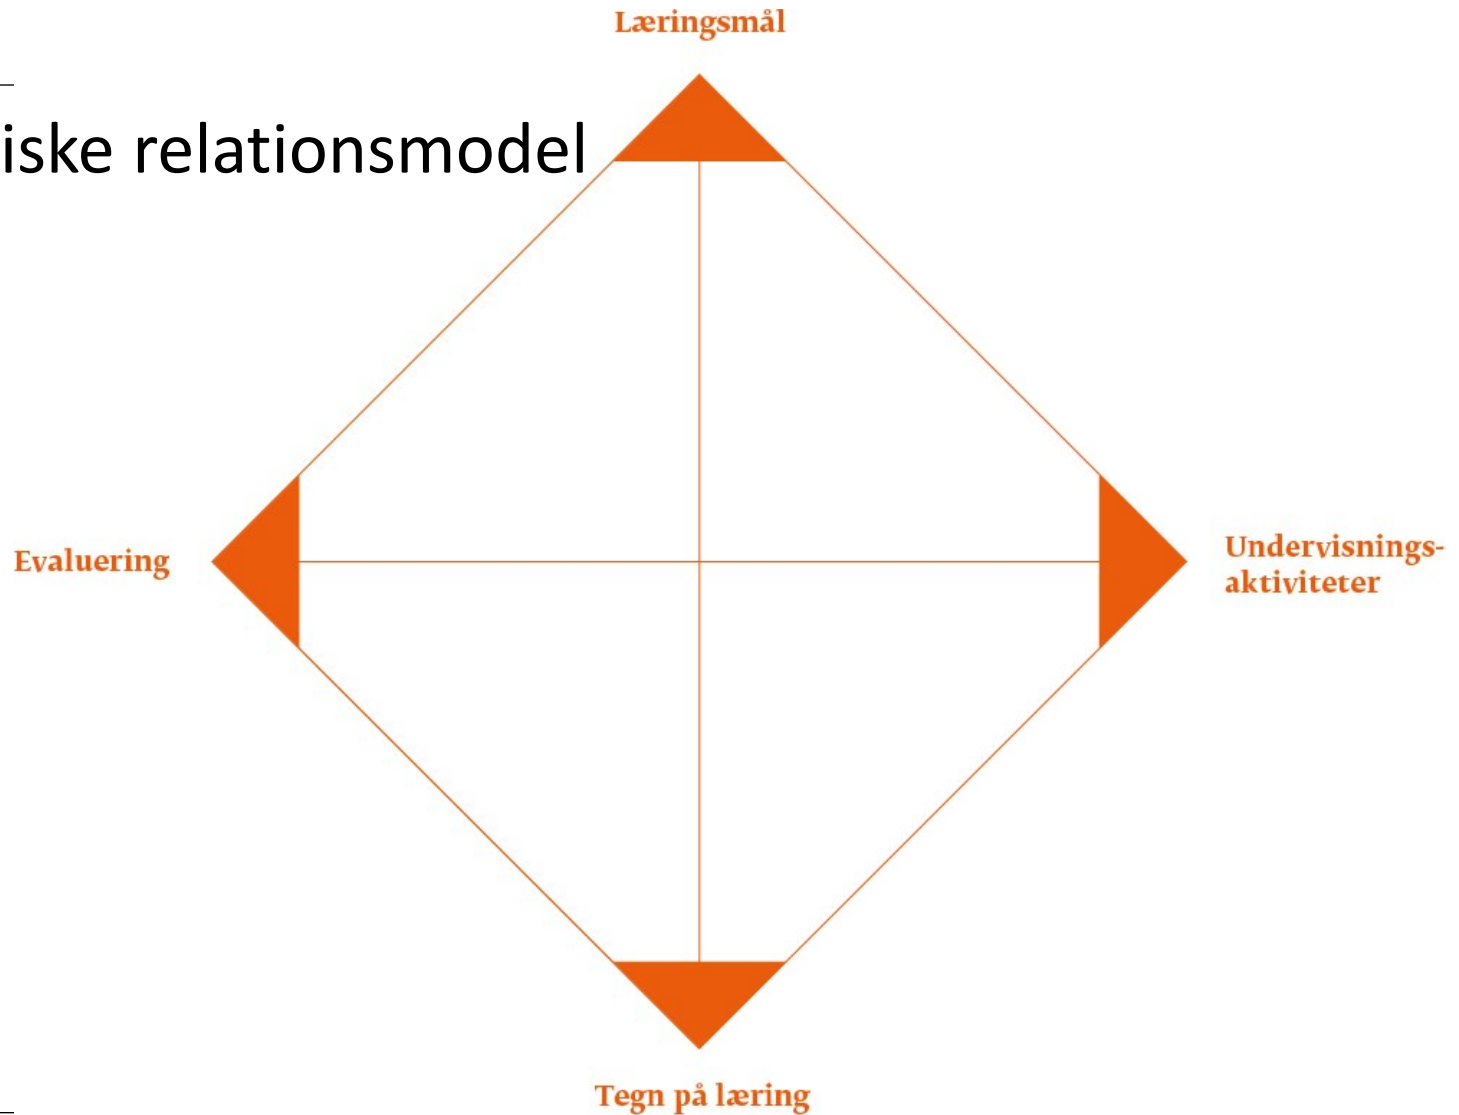 Læringsmål
iske relationsmodel
Evaluering
Undervisnings-
aktiviteter
Tegn på læring